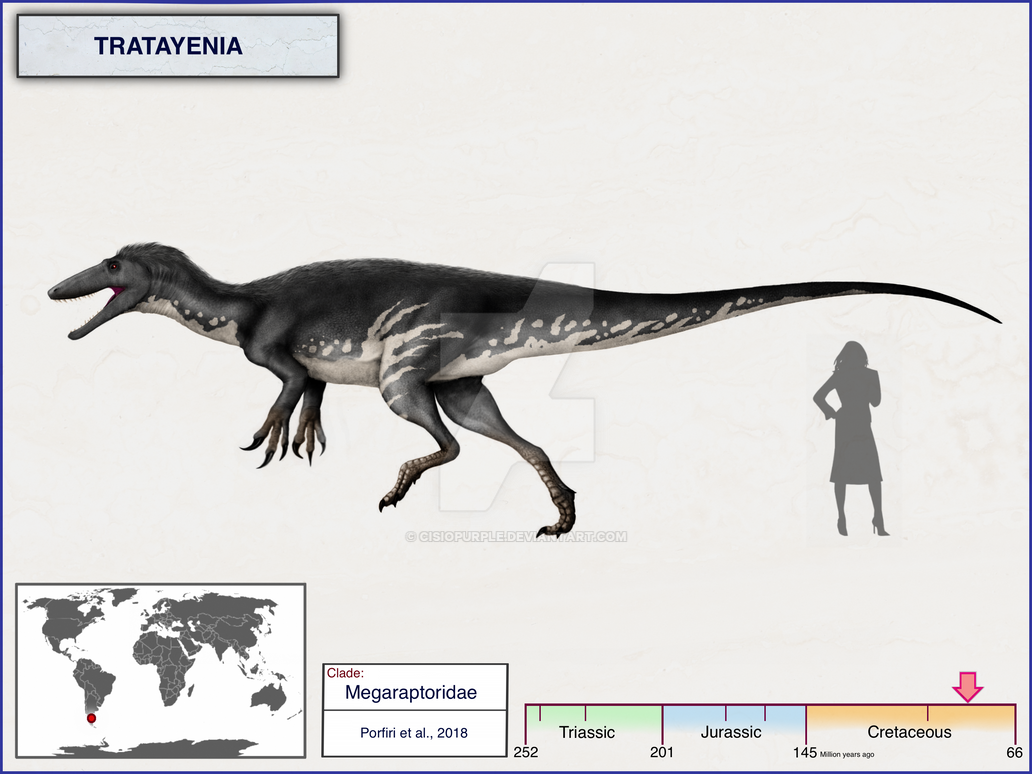 TRATAYENIA
© CISIOPURPLE.DEVIANTART.COM
Clade:
Megaraptoridae
Porfiri et al., 2018
Triassic
Jurassic
Cretaceous
252
201
145
Million years ago
66